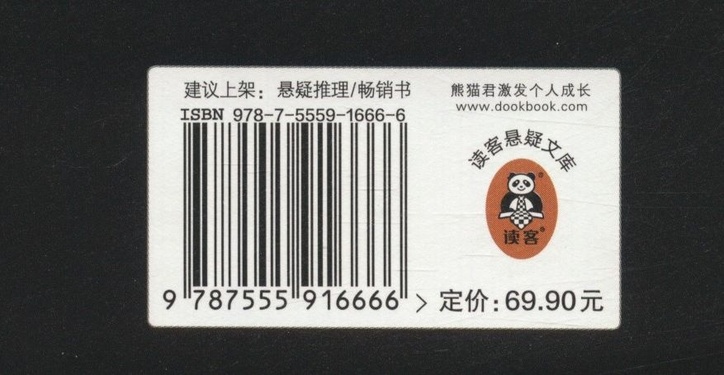 建议上架：悬疑推理/畅销书
ISBN 978-7-5559-1666-6
9 787555 916666 >
熊猫君激发个人成长
www.dookbook.com
读客悬疑文库
读客®
定价：69.90元